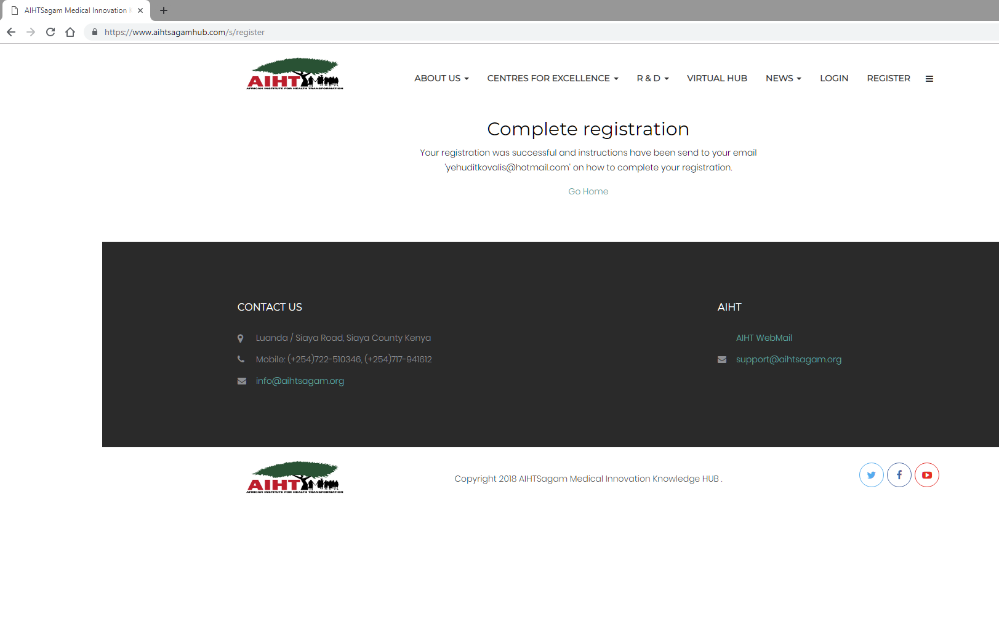 AIHTSagam Medical Innovation
https://www.aihtsagamhub.com/s/register
AIHT
AFRICAN INSTITUTE FOR HEALTH TRANSFORMATION
ABOUT US CENTRES FOR EXCELLENCE R & D VIRTUAL HUB NEWS LOGIN REGISTER
Complete registration
Your registration was successful and instructions have been send to your email
'yehuditkovalis@hotmail.com' on how to complete your registration.
Go Home
CONTACT US
Luanda / Siaya Road, Siaya County Kenya
Mobile: (+254)722-510346, (+254)717-941612
info@aihtsagam.org
AIHT
AIHT WebMail
support@aihtsagam.org
AIHT
AFRICAN INSTITUTE FOR HEALTH TRANSFORMATION
Copyright 2018 AIHTSagam Medical Innovation Knowledge HUB .